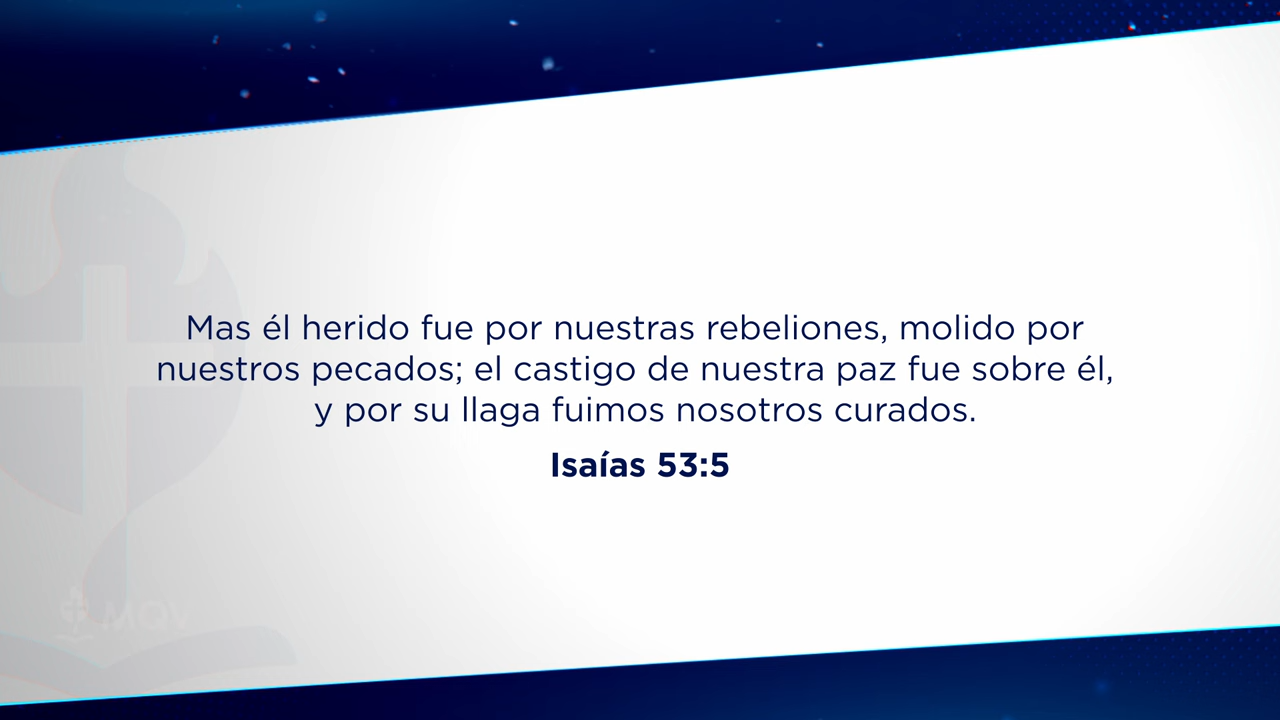 Mas él herido fue por nuestras rebeliones, molido por
nuestros pecados; el castigo de nuestra paz fue sobre él,
y por su llaga fuimos nosotros curados.
Isaías 53:5
MQV